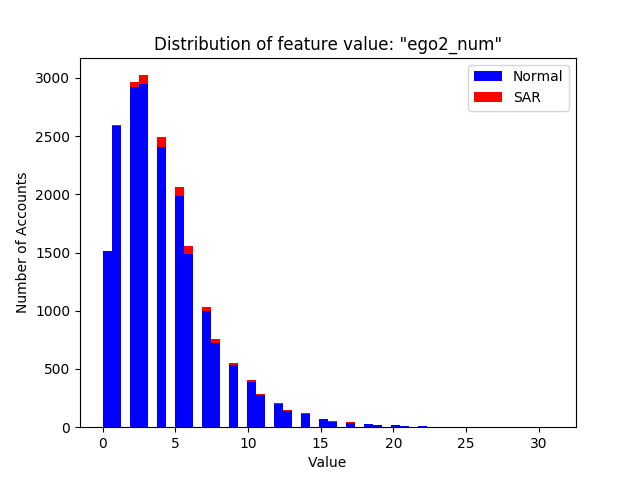 Distribution of feature value: "ego2_num"
Normal
SAR
3000
2500
2000
1500
1000
500
0
Number of Accounts
0 5 10 15 20 25 30
Value